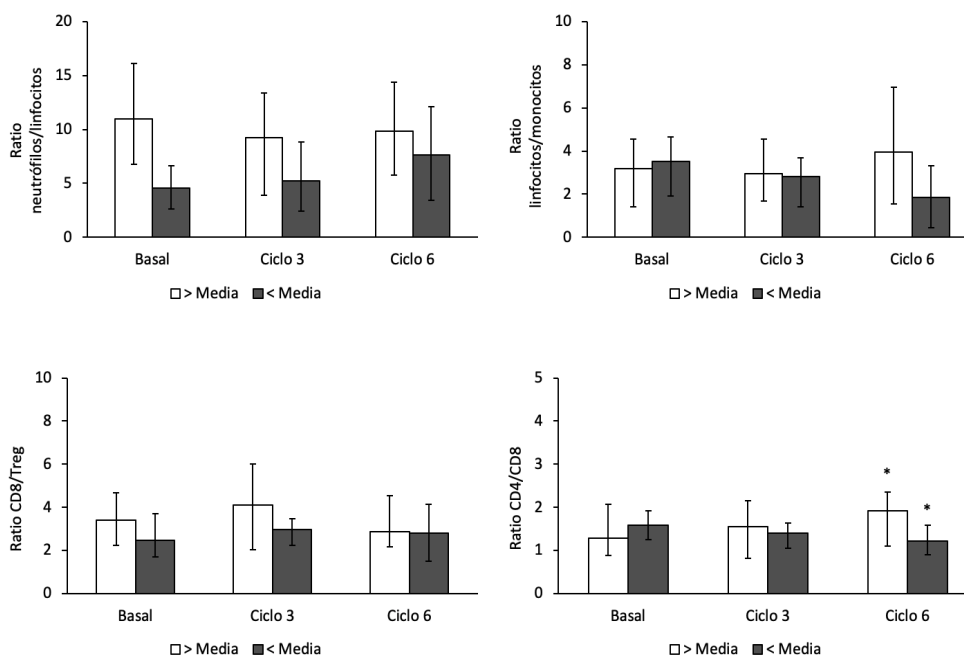 Ratio
neutrófilos/linfocitos
20
15
10
5
0
Basal
Ciclo 3
Ciclo 6
> Media
< Media
Ratio
linfocitos/monocitos
10
8
6
4
2
0
Basal
Ciclo 3
Ciclo 6
> Media
< Media
Ratio CD8/Treg
10
8
6
4
2
0
Basal
Ciclo 3
Ciclo 6
> Media
< Media
Ratio CD4/CD8
5
4
3
2
1
0
*
*
Basal
Ciclo 3
Ciclo 6
> Media
< Media